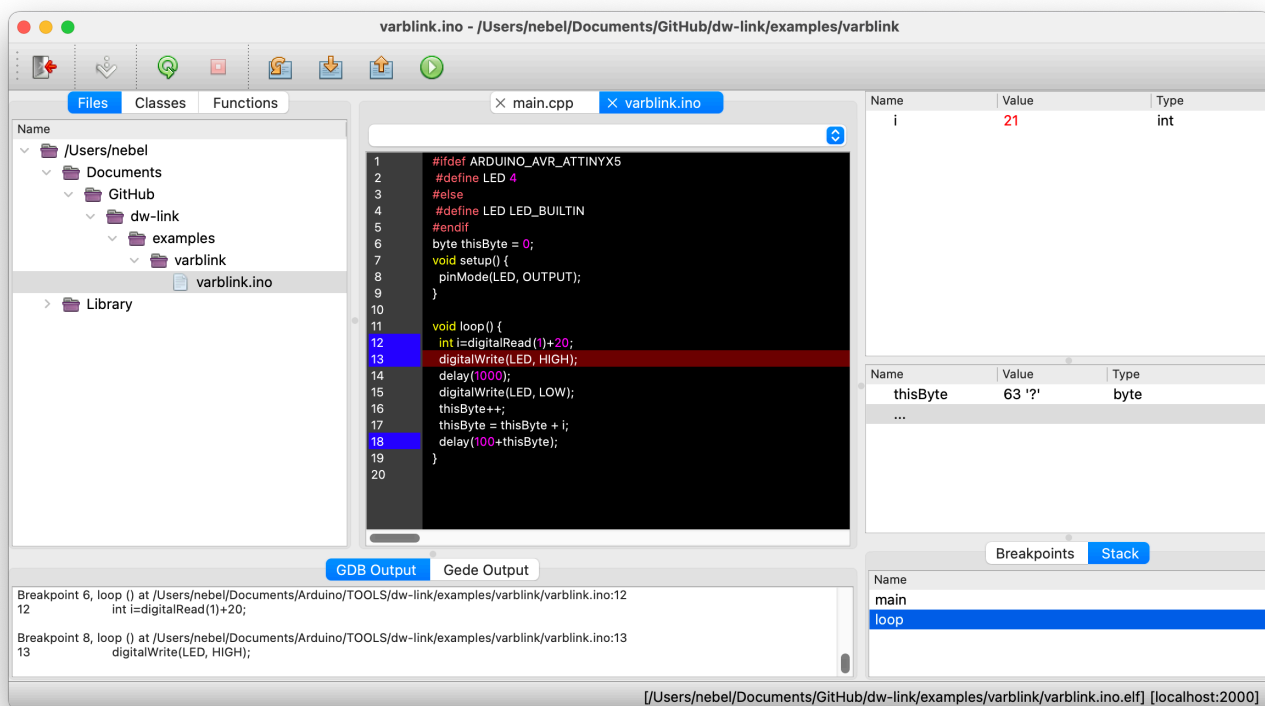 varblink.ino - /Users/nebel/Documents/GitHub/dw-link/examples/varblink
Files Classes Functions
Name
/Users/nebel
Documents
GitHub
dw-link
examples
varblink
varblink.ino
Library
main.cpp varblink.ino
1 #ifdef ARDUINO_AVR_ATTINYX5
2 #define LED 4
3 #else
4 #define LED LED_BUILTIN
5 #endif
6 byte thisByte = 0;
7 void setup() {
8 pinMode(LED, OUTPUT);
9 }
10
11 void loop() {
12 int i=digitalRead(1)+20;
13 digitalWrite(LED, HIGH);
14 delay(1000);
15 digitalWrite(LED, LOW);
16 thisByte++;
17 thisByte = thisByte + i;
18 delay(100+thisByte);
19 }
20
Name Value Type
i 21 int
Name Value Type
thisByte 63 '?' byte
...
Breakpoints Stack
Name
main
loop
GDB Output Gede Output
Breakpoint 6, loop () at /Users/nebel/Documents/Arduino/TOOLS/dw-link/examples/varblink/varblink.ino:12
12 int i=digitalRead(1)+20;
Breakpoint 8, loop () at /Users/nebel/Documents/Arduino/TOOLS/dw-link/examples/varblink/varblink.ino:13
13 digitalWrite(LED, HIGH);
[/Users/nebel/Documents/GitHub/dw-link/examples/varblink/varblink.ino.elf] [localhost:2000]